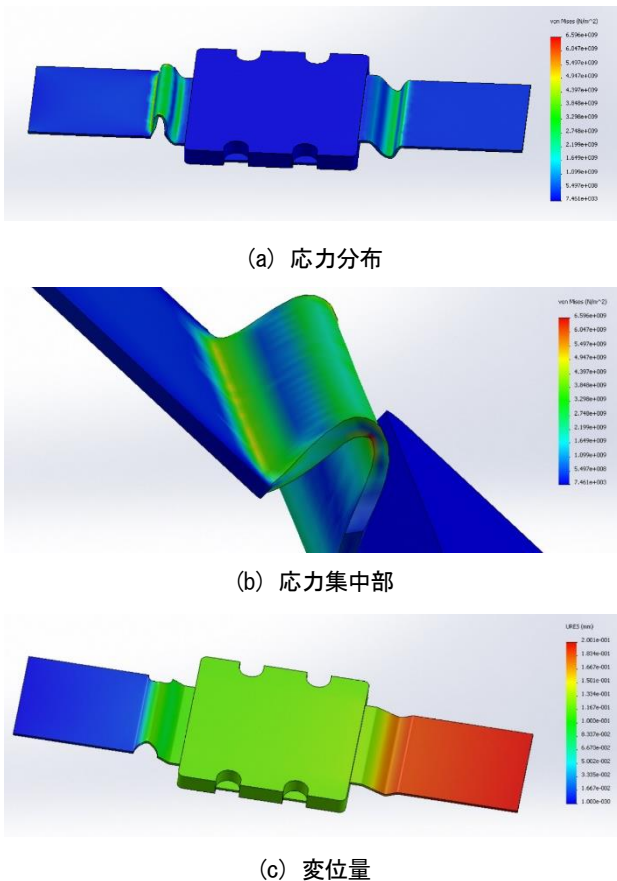 von Mises (N/m^2)
6.596e+009
6.047e+009
5.497e+009
4.947e+009
4.397e+009
3.848e+009
3.298e+009
2.748e+009
2.199e+009
1.649e+009
1.099e+009
5.497e+008
7.461e+003
(a) 応力分布
von Mises (N/m^2)
6.596e+009
6.047e+009
5.497e+009
4.947e+009
4.397e+009
3.848e+009
3.298e+009
2.748e+009
2.199e+009
1.649e+009
1.099e+009
5.497e+008
7.461e+003
(b) 応力集中部
URES (mm)
2.001e-001
1.834e-001
1.667e-001
1.501e-001
1.334e-001
1.167e-001
1.000e-001
8.337e-002
6.670e-002
5.002e-002
3.335e-002
1.667e-002
1.000e-030
(c) 変位量